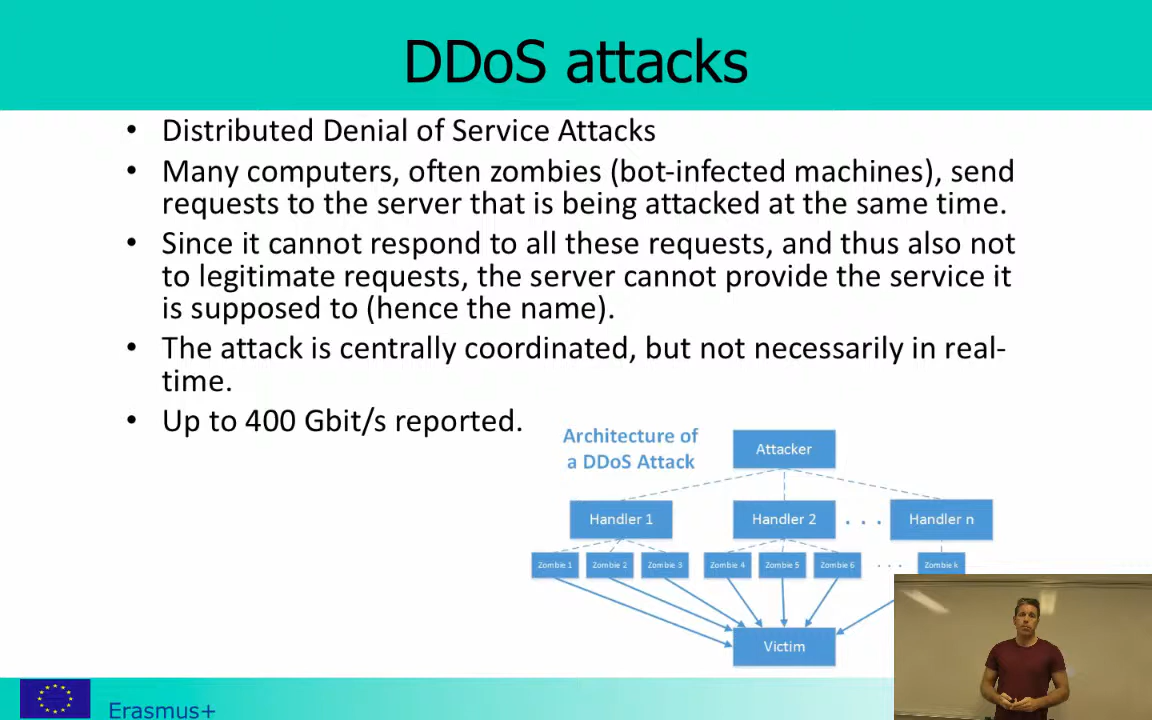 DDoS attacks
• Distributed Denial of Service Attacks
• Many computers, often zombies (bot-infected machines), send
requests to the server that is being attacked at the same time.
• Since it cannot respond to all these requests, and thus also not
to legitimate requests, the server cannot provide the service it
is supposed to (hence the name).
• The attack is centrally coordinated, but not necessarily in real-
time.
• Up to 400 Gbit/s reported.
Architecture of
a DDoS Attack
Attacker
Handler 1
Handler 2
. . .
Handler n
Zombie 1
Zombie 2
Zombie 3
Zombie 4
Zombie 5
Zombie 6
. . .
Zombie k
Victim
Erasmus+